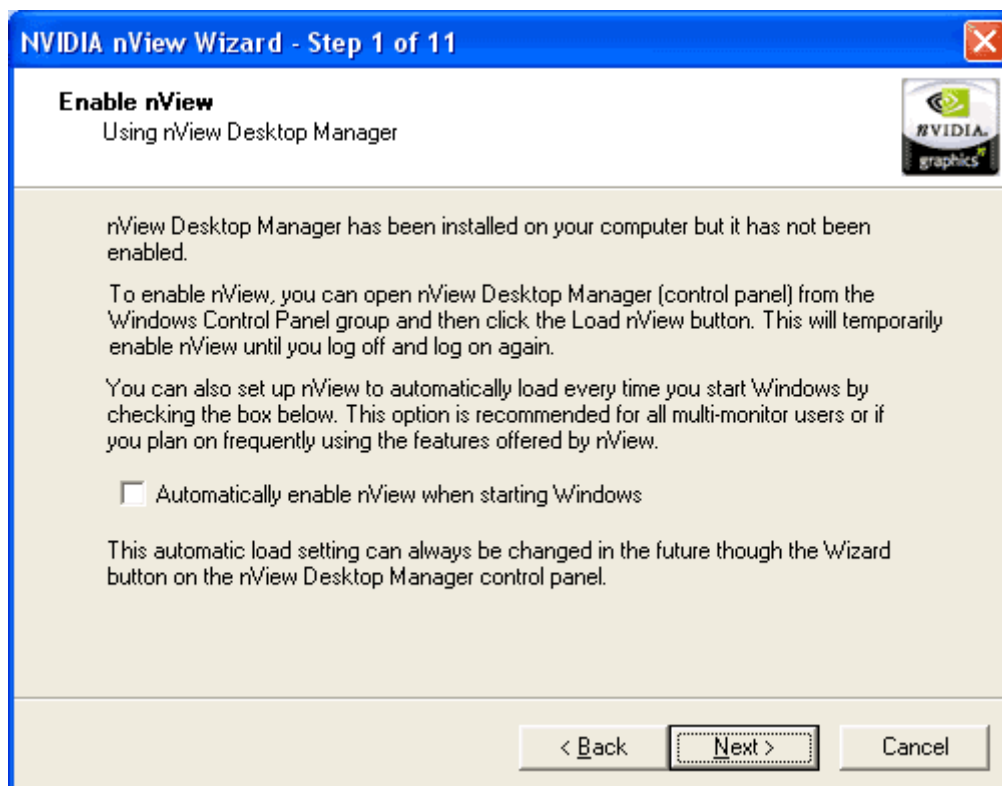 NVIDIA nView Wizard - Step 1 of 11
Enable nView
Using nView Desktop Manager
nVIDIA.
graphics
nView Desktop Manager has been installed on your computer but it has not been
enabled.
To enable nView, you can open nView Desktop Manager (control panel) from the
Windows Control Panel group and then click the Load nView button. This will temporarily
enable nView until you log off and log on again.
You can also set up nView to automatically load every time you start Windows by
checking the box below. This option is recommended for all multi-monitor users or if
you plan on frequently using the features offered by nView.
Automatically enable nView when starting Windows
This automatic load setting can always be changed in the future though the Wizard
button on the nView Desktop Manager control panel.
< Back
Next >
Cancel